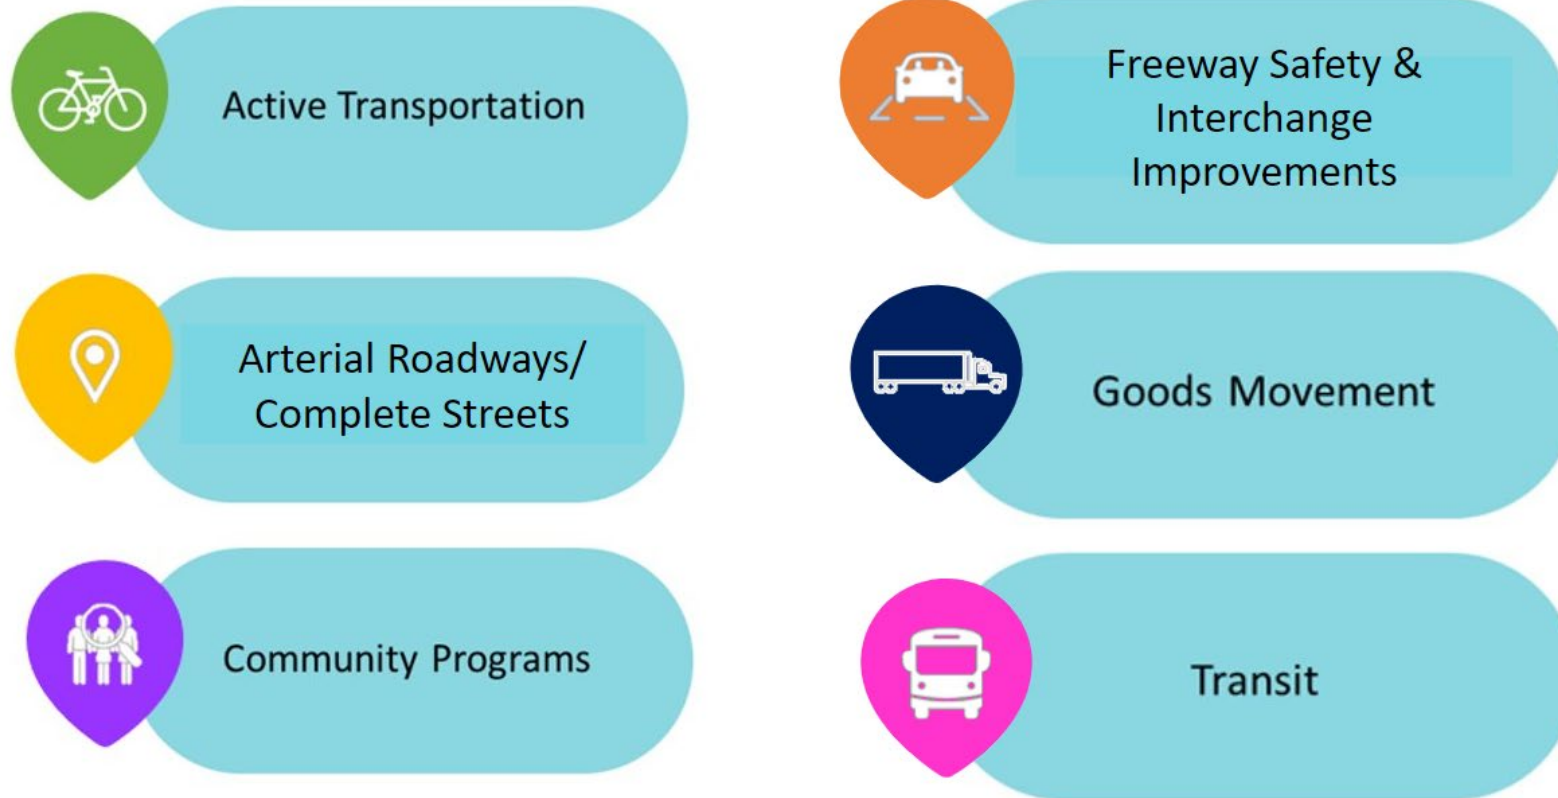 Active Transportation
Freeway Safety &
Interchange
Improvements
Arterial Roadways/
Complete Streets
Goods Movement
Community Programs
Transit